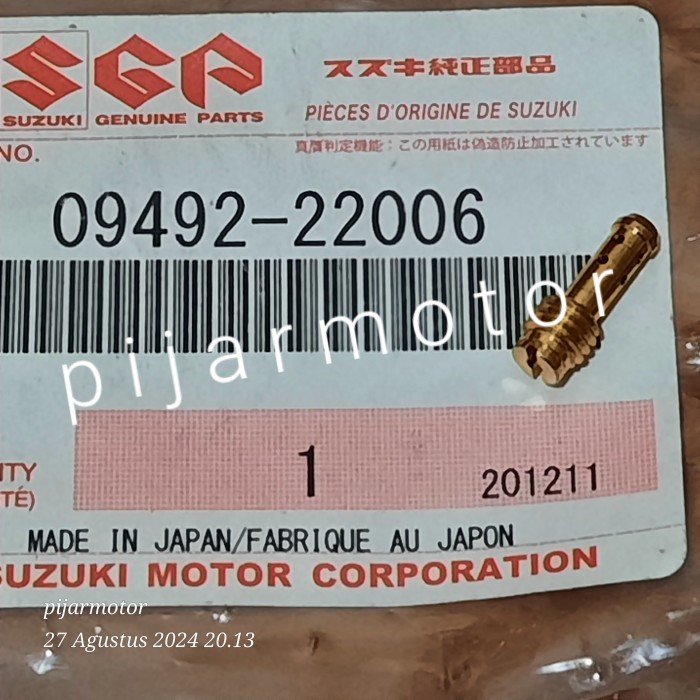 SGP
スズキ純正部品
SUZUKI GENUINE PARTS
PIÈCES D'ORIGINE DE SUZUKI
NO.
真贋判定機能：この用紙は偽造防止加工されています
09492-22006
pijarmotor
ITY
TÉ)
1
201211
MADE IN JAPAN/FABRIQUE AU JAPON
SUZUKI MOTOR CORPORATION
pijarmotor
27 Agustus 2024 20.13